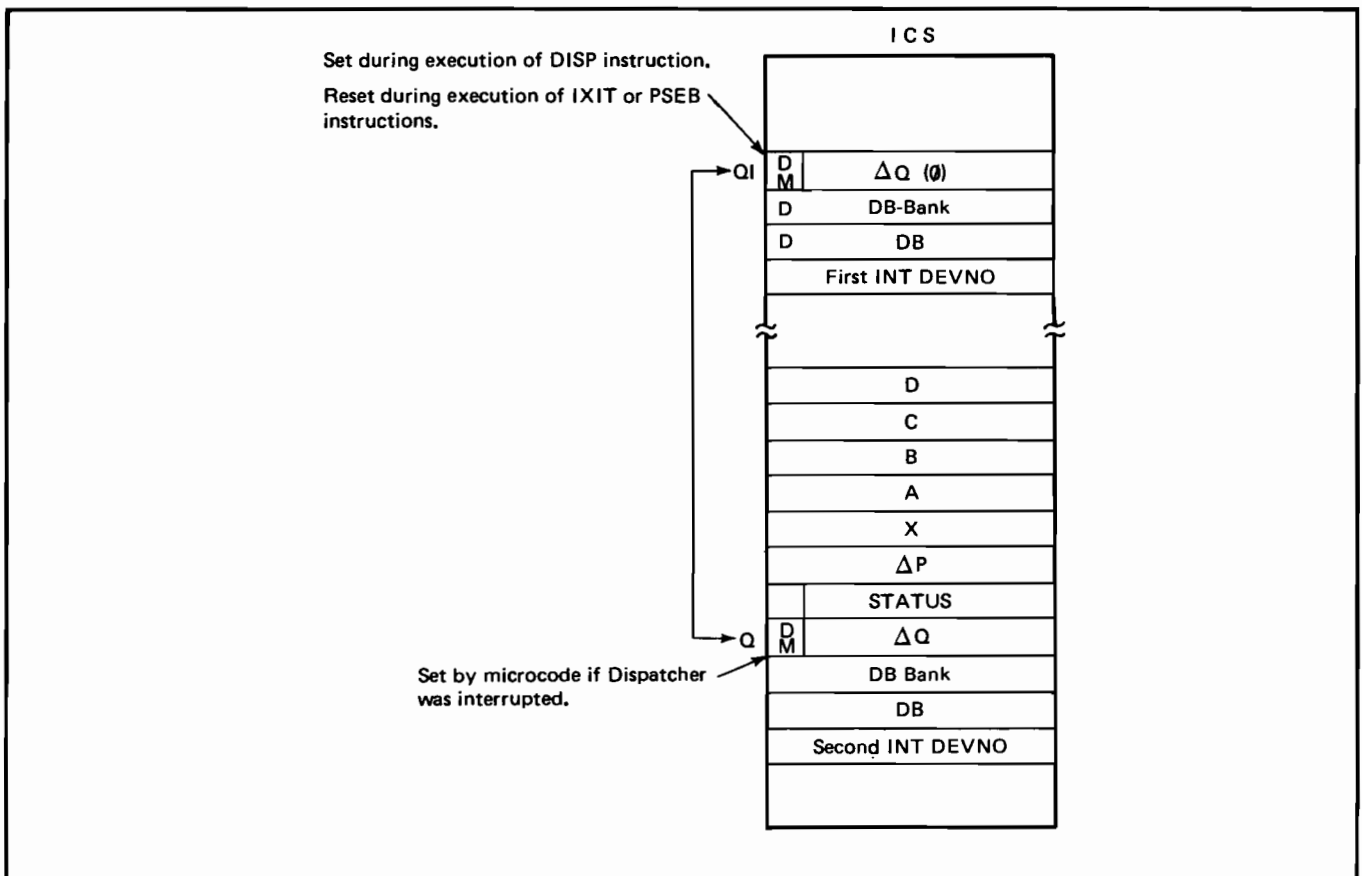 ICS
Set during execution of DISP instruction.
Reset during execution of IXIT or PSEB
instructions.
QI
D
M
ΔQ (Ø)
D
DB-Bank
D
DB
First INT DEVNO
D
C
B
A
X
ΔP
STATUS
Q
D
M
ΔQ
Set by microcode if Dispatcher
was interrupted.
DB Bank
DB
Second INT DEVNO